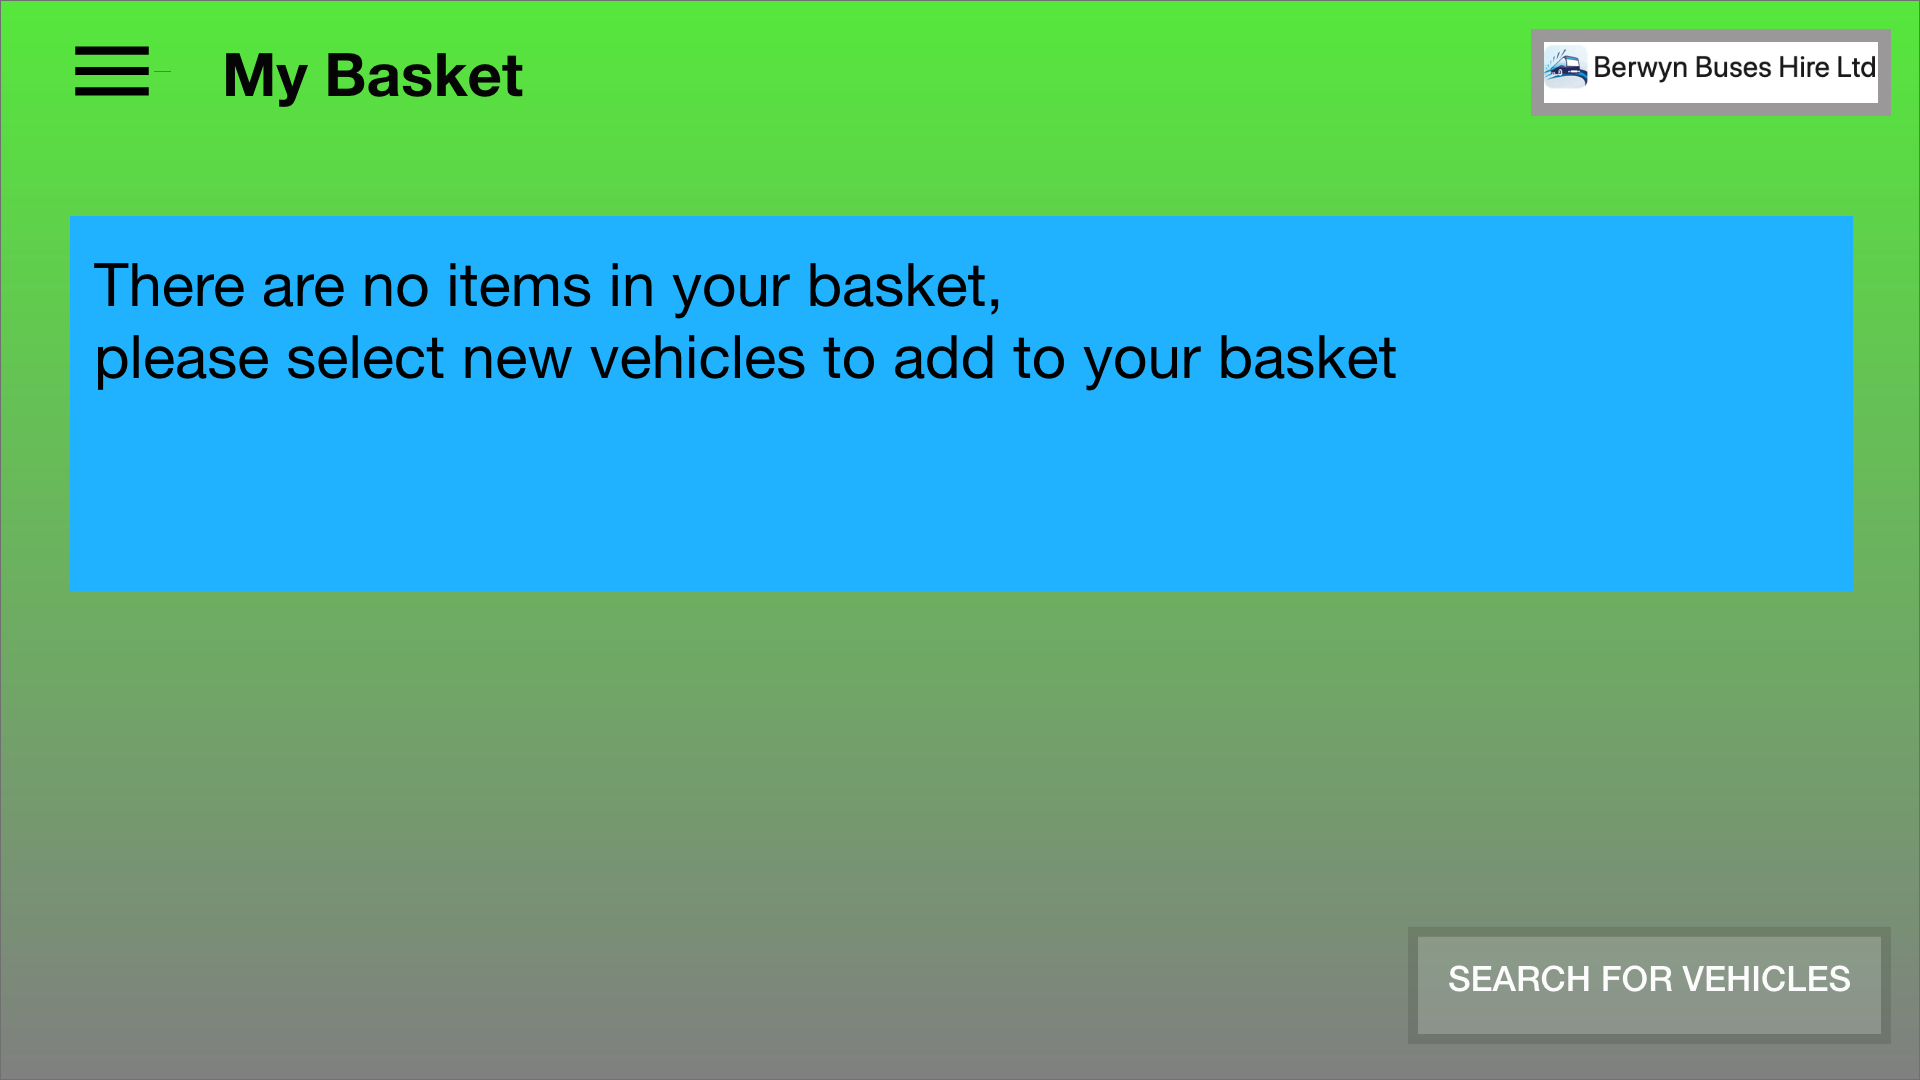 My Basket
Berwyn Buses Hire Ltd
There are no items in your basket,
please select new vehicles to add to your basket
SEARCH FOR VEHICLES